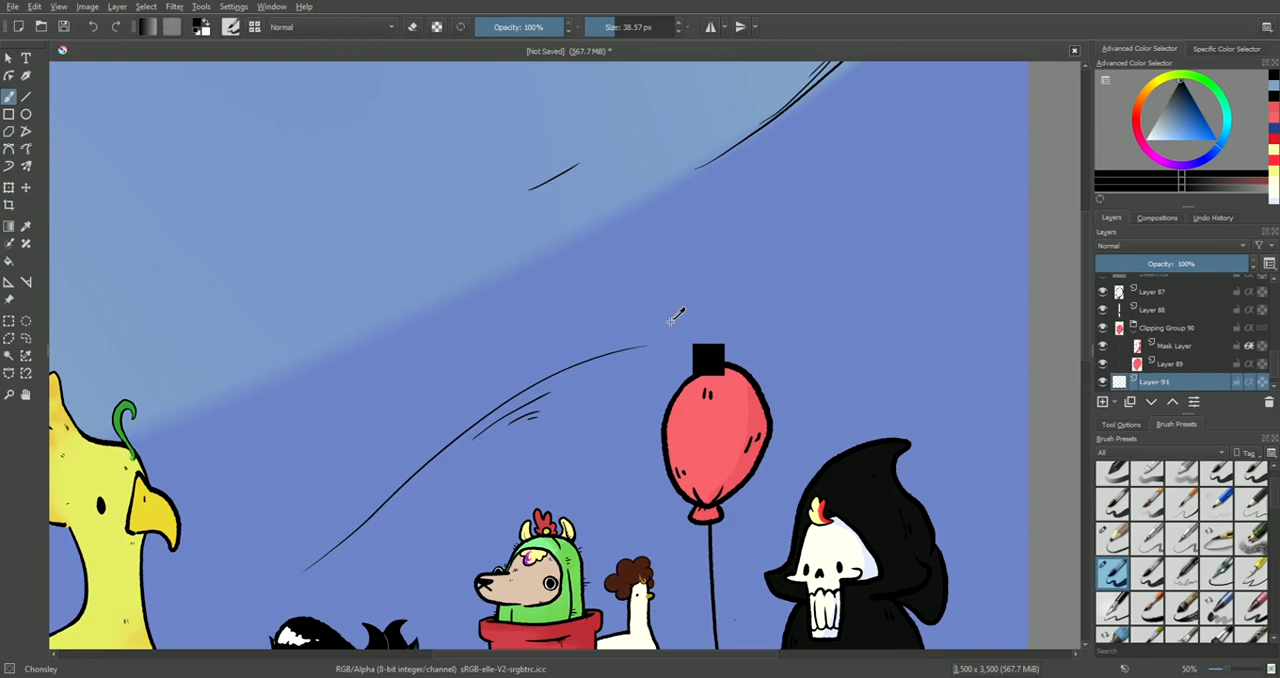 File Edit View Image Layer Select Filter Tools Settings Window Help
Normal Opacity: 100% Size: 38.57 px
[Not Saved] (567.7 MiB) *
Advanced Color Selector Specific Color Selector
Advanced Color Selector
Layers Compositions Undo History
Layers
Normal
Opacity: 100%
Layer 87
Layer 88
Clipping Group 90
Mask Layer
Layer 89
Layer 91
Tool Options Brush Presets
Brush Presets
All Tag
Search
Chonsley RGB/Alpha (8-bit integer/channel) sRGB-elle-V2-srgbtrc.icc 3,500 x 3,500 (567.7 MiB) 50%